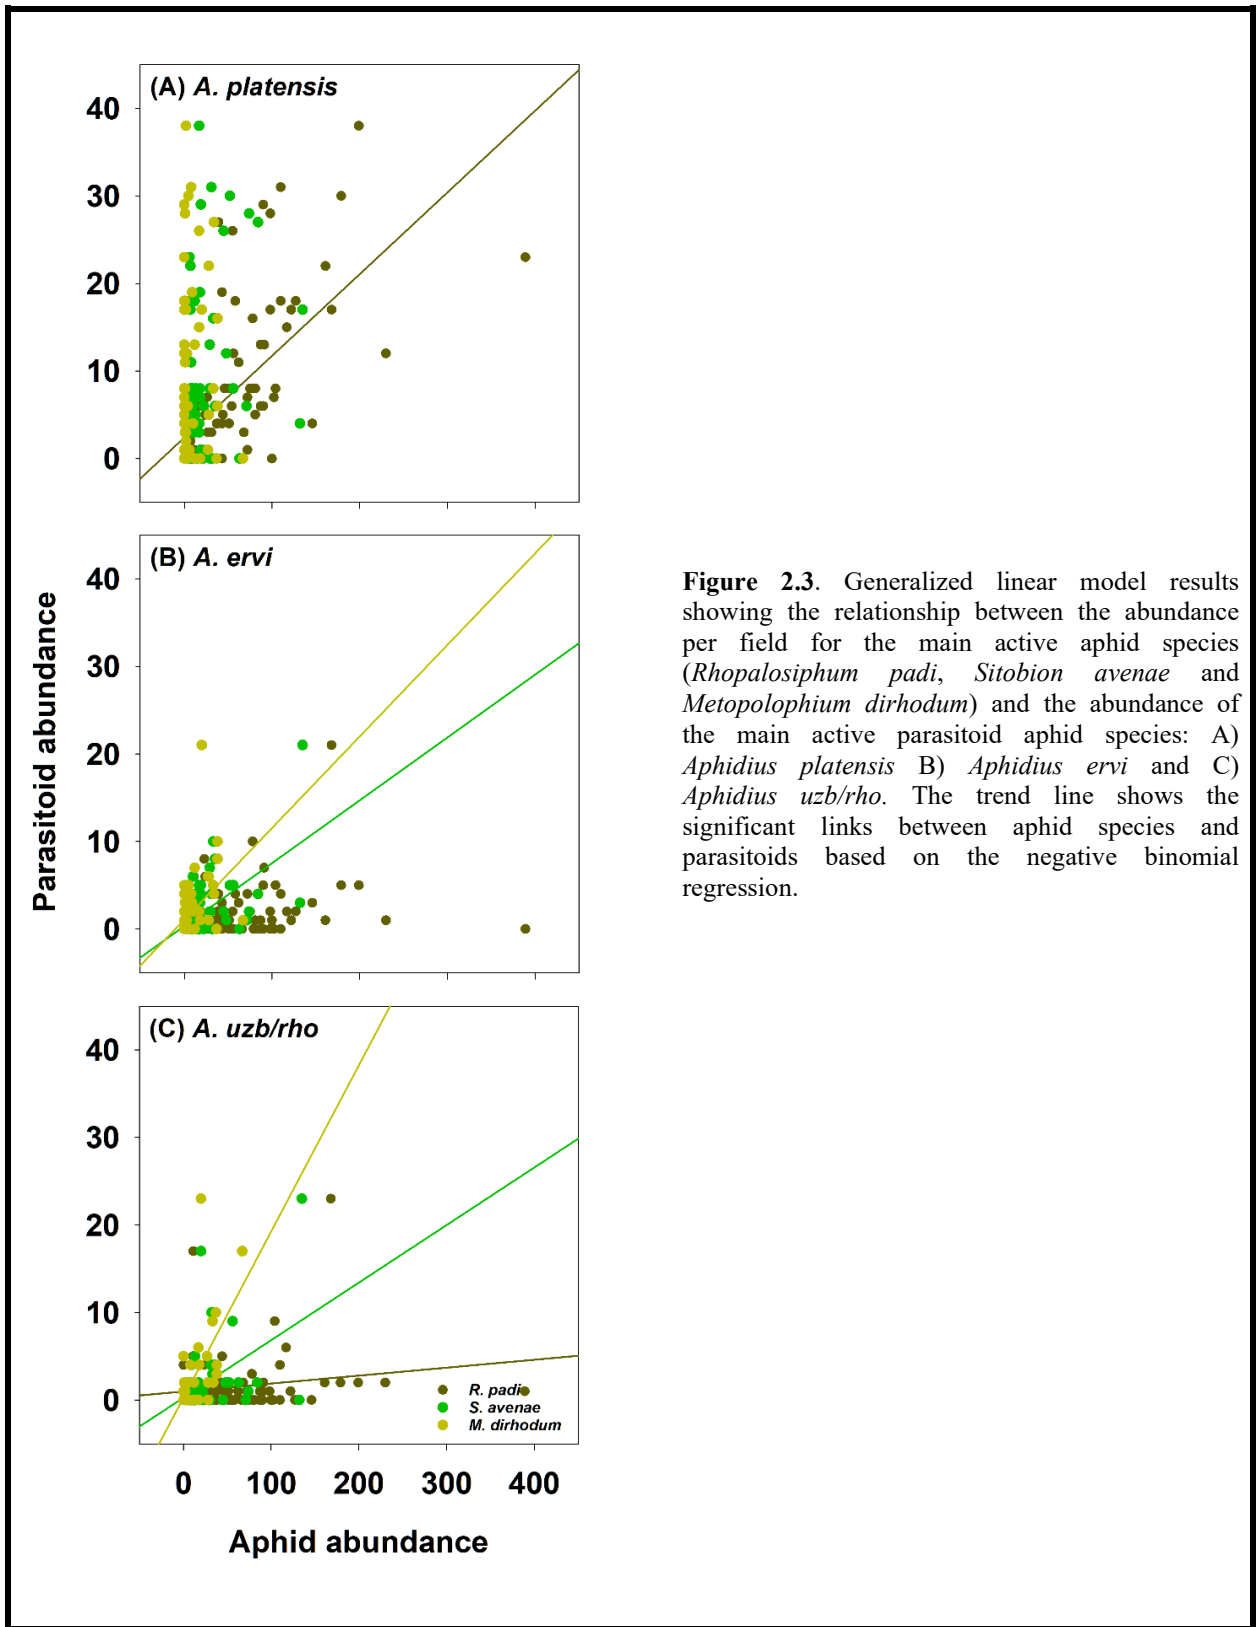 (A) A. platensis
40
30
20
10
0
(B) A. ervi
40
30
20
10
0
Parasitoid abundance
(C) A. uzb/rho
40
30
20
10
0
R. padi
S. avenae
M. dirhodum
0 100 200 300 400
Aphid abundance
Figure 2.3. Generalized linear model results
showing the relationship between the abundance
per field for the main active aphid species
(Rhopalosiphum padi, Sitobion avenae and
Metopolophium dirhodum) and the abundance of
the main active parasitoid aphid species: A)
Aphidius platensis B) Aphidius ervi and C)
Aphidius uzb/rho. The trend line shows the
significant links between aphid species and
parasitoids based on the negative binomial
regression.